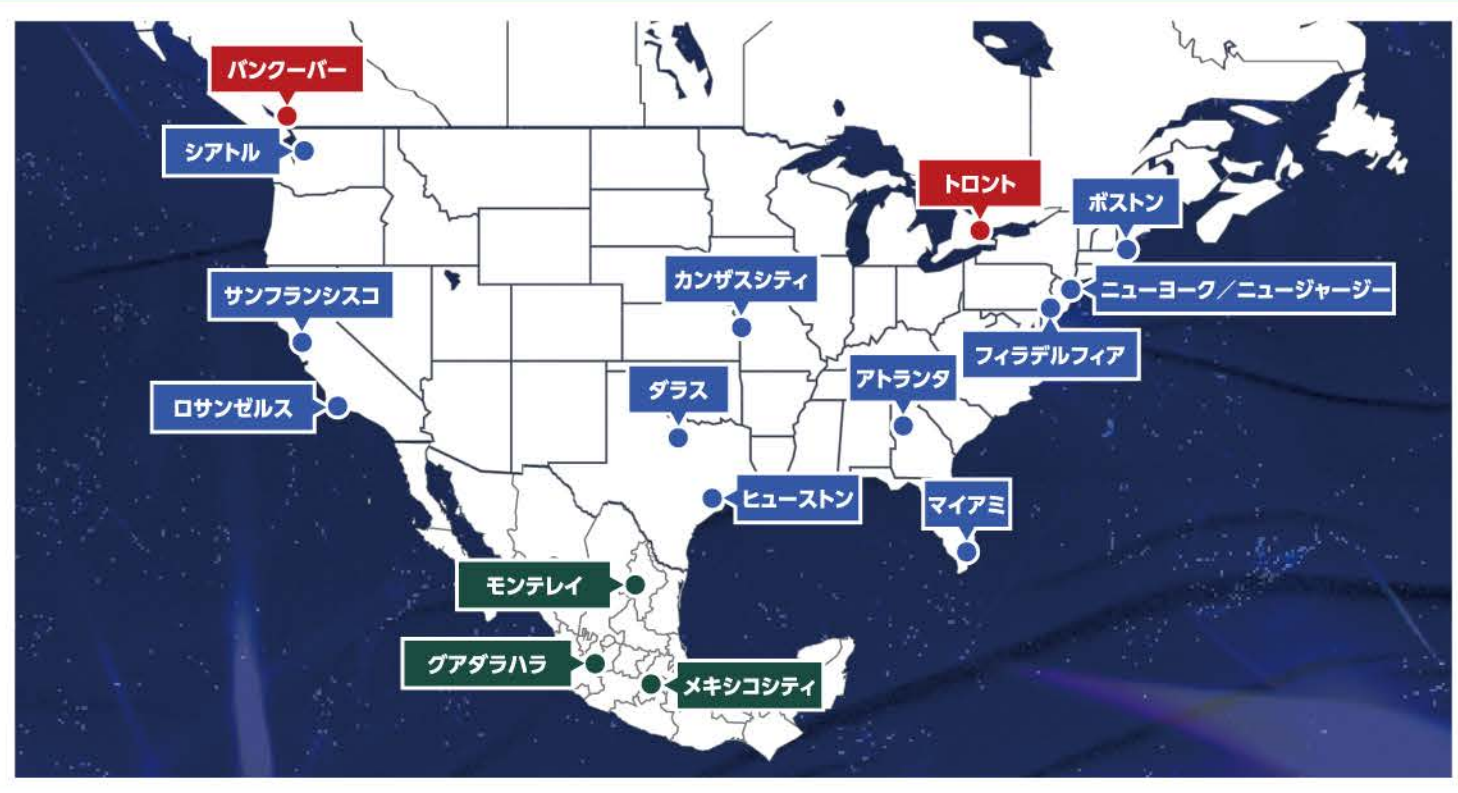 バンクーバー
シアトル
トロント
ボストン
サンフランシスコ
カンザスシティ
ニューヨーク／ニュージャージー
フィラデルフィア
ロサンゼルス
ダラス
アトランタ
ヒューストン
マイアミ
モンテレイ
グアダラハラ
メキシコシティ